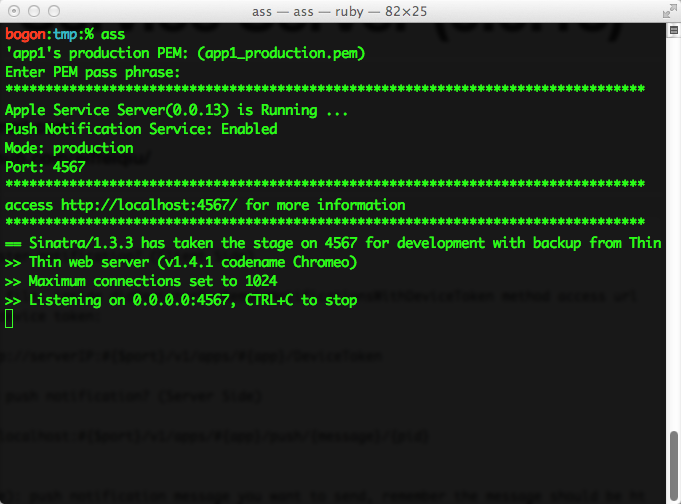 ass — ass — ruby — 82×25
bogon:tmp:% ass
'app1's production PEM: (app1_production.pem)
Enter PEM pass phrase:
********************************************************************************
Apple Service Server(0.0.13) is Running ...
Push Notification Service: Enabled
Mode: production
Port: 4567
********************************************************************************
access http://localhost:4567/ for more information
********************************************************************************
== Sinatra/1.3.3 has taken the stage on 4567 for development with backup from Thin
>> Thin web server (v1.4.1 codename Chromeo)
>> Maximum connections set to 1024
>> Listening on 0.0.0.0:4567, CTRL+C to stop
push notification? (Server Side)